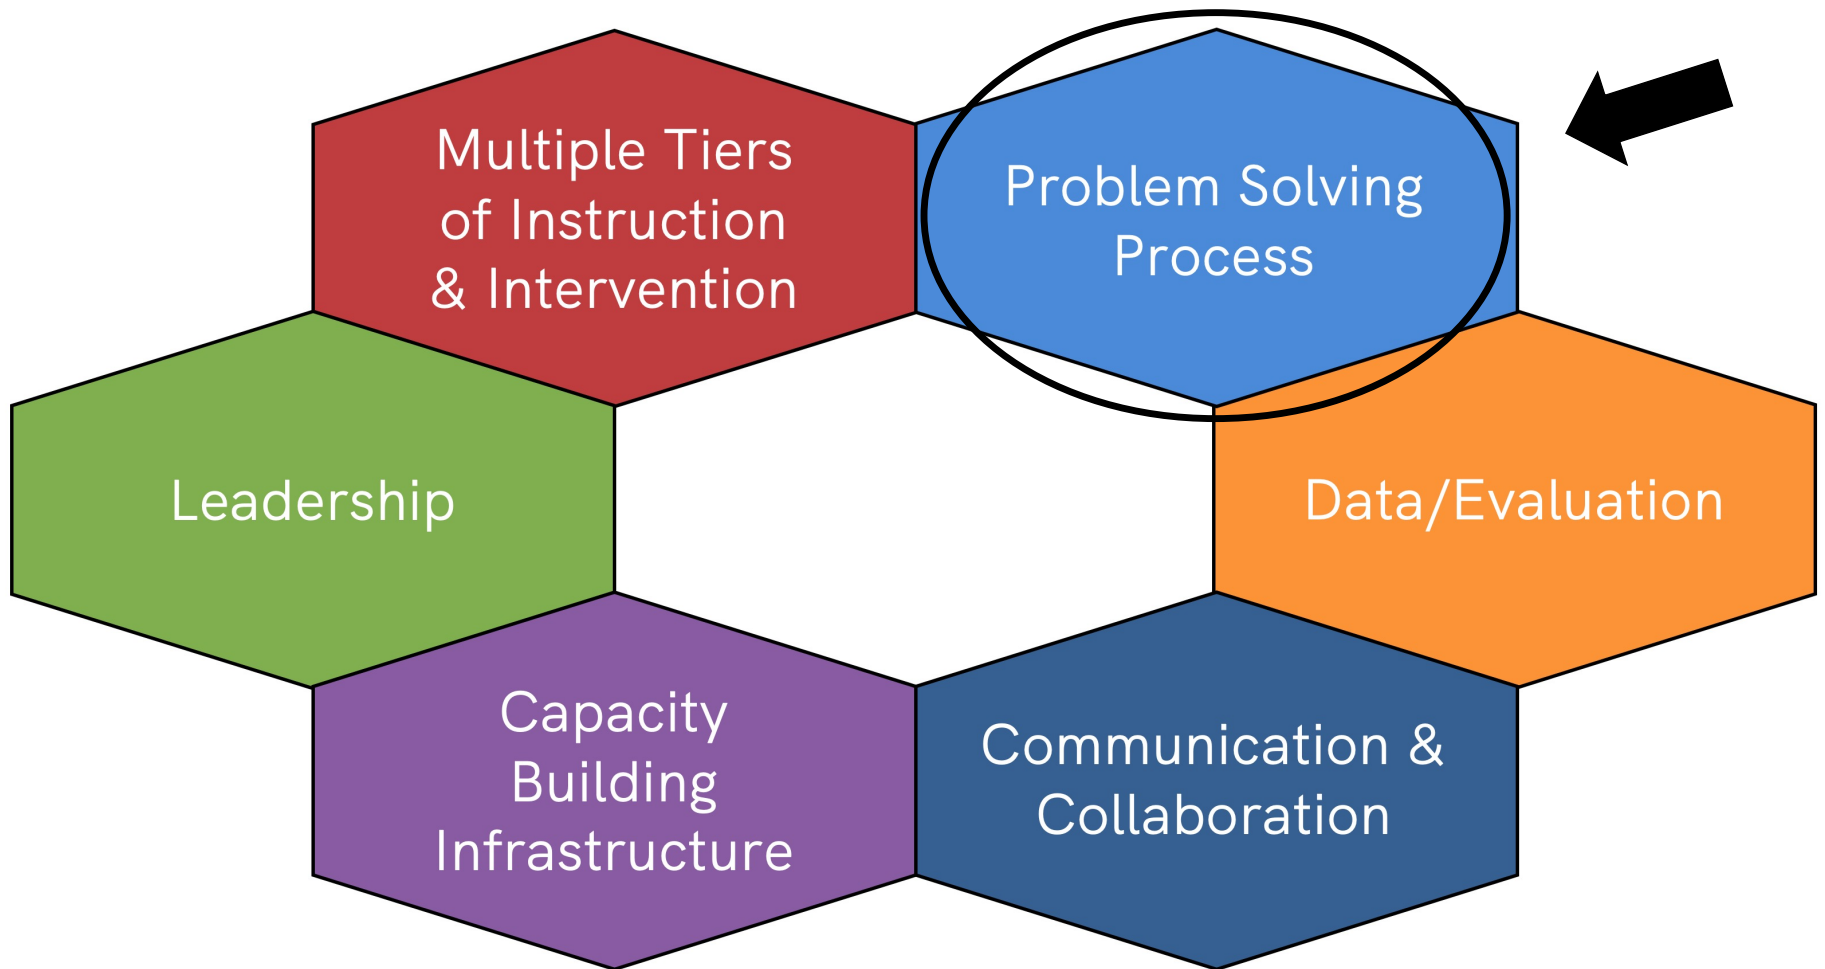 Multiple Tiers
of Instruction
& Intervention
Problem Solving
Process
Leadership
Data/Evaluation
Capacity
Building
Infrastructure
Communication &
Collaboration